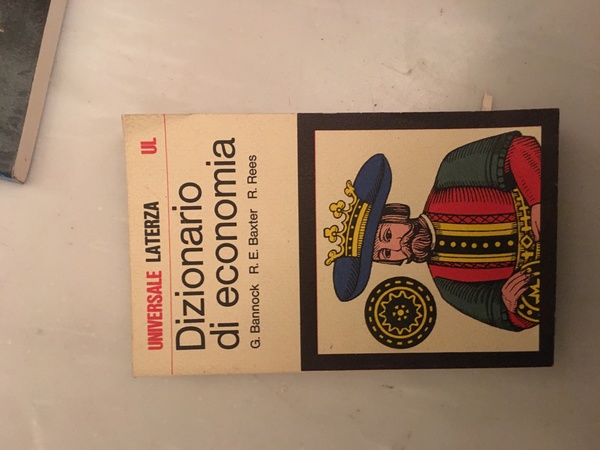 UNIVERSALE LATERZA UL
Dizionario
di economia
G. Bannock R. E. Baxter R. Rees